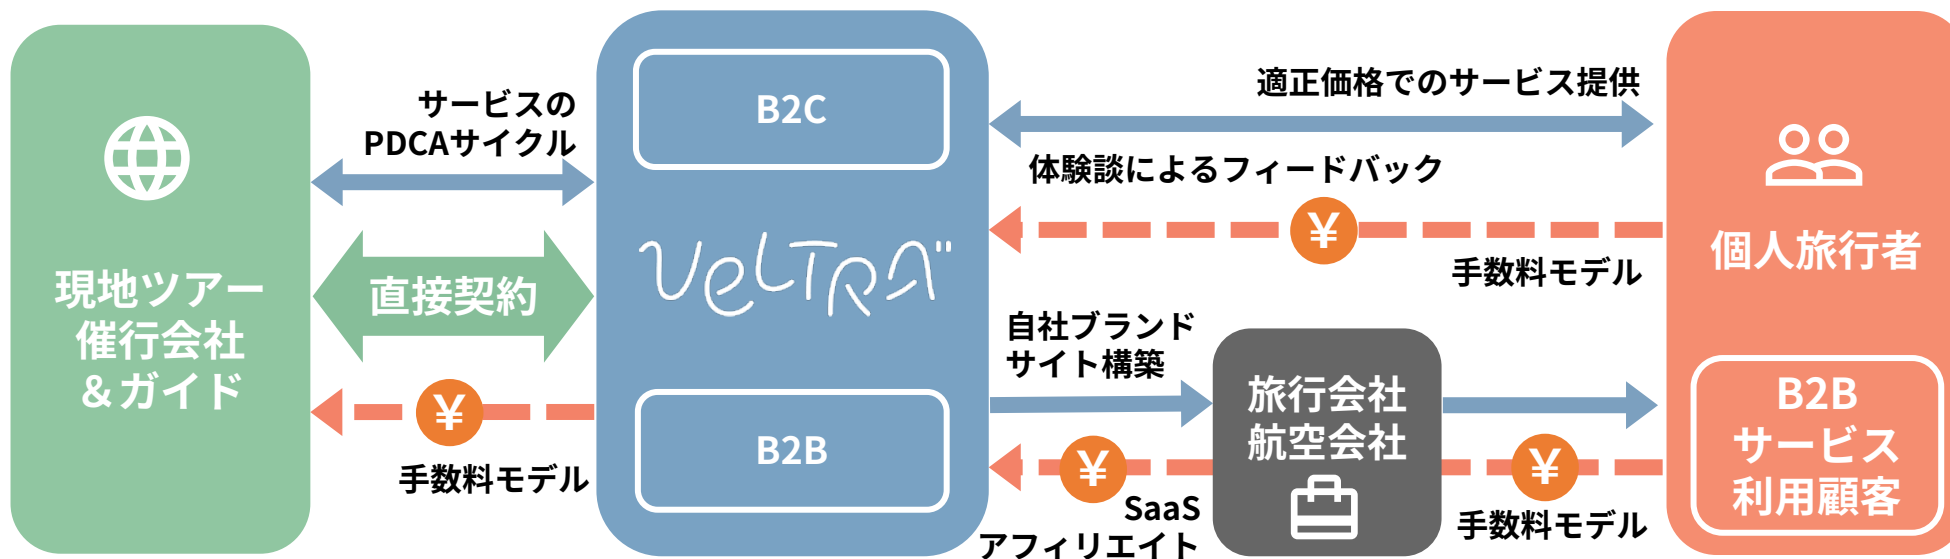 現地ツアー
催行会社
&ガイド
サービスの
PDCAサイクル
直接契約
¥
手数料モデル
B2C
VELTRA
B2B
適正価格でのサービス提供
体験談によるフィードバック
¥
手数料モデル
自社ブランド
サイト構築
¥
SaaS
アフィリエイト
旅行会社
航空会社
¥
手数料モデル
個人旅行者
B2B
サービス
利用顧客